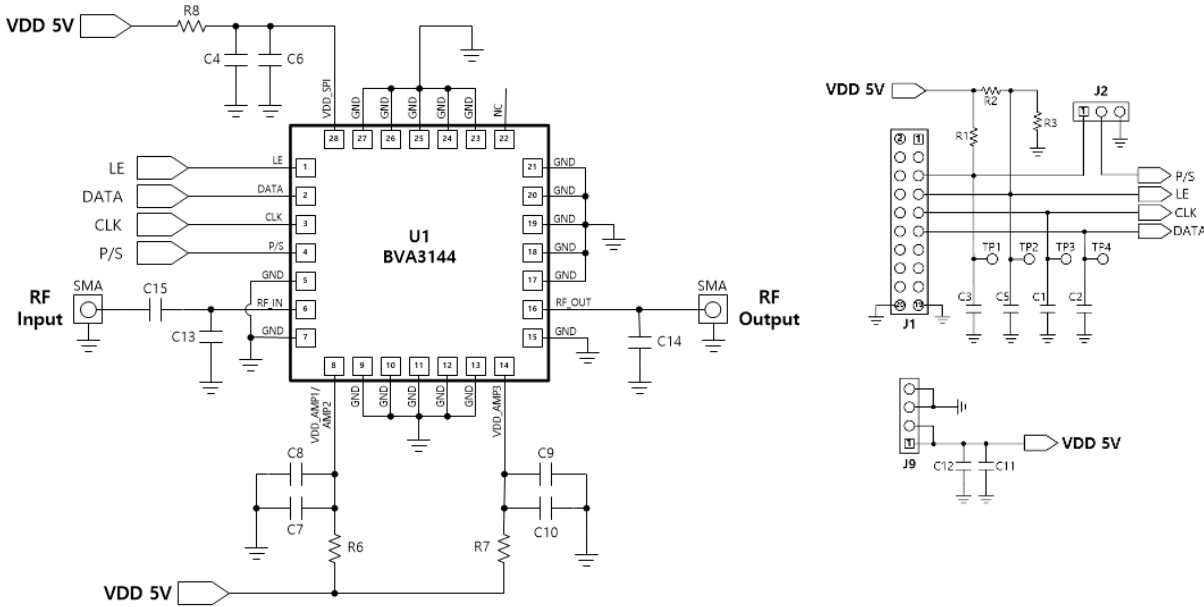 VDD 5V
R8
C4
C6
VDD_SPI
GND
GND
GND
GND
GND
NC
28
27
26
25
24
23
22
LE
LE
1
DATA
DATA
2
CLK
CLK
3
P/S
P/S
4
GND
5
RF_IN
6
GND
7
U1
BVA3144
21
GND
20
GND
19
GND
18
GND
17
GND
16
RF_OUT
15
GND
RF
Input
SMA
C15
C13
SMA
RF
Output
C14
8
9
10
11
12
13
14
VDD_AMP1/
AMP2
GND
GND
GND
GND
GND
VDD_AMP3
C8
C7
C9
C10
R6
R7
VDD 5V
VDD 5V
R2
R1
R3
J2
1
2
1
P/S
LE
CLK
DATA
TP1
TP2
TP3
TP4
C3
C5
C1
C2
20
19
J1
1
J9
C12
C11
VDD 5V